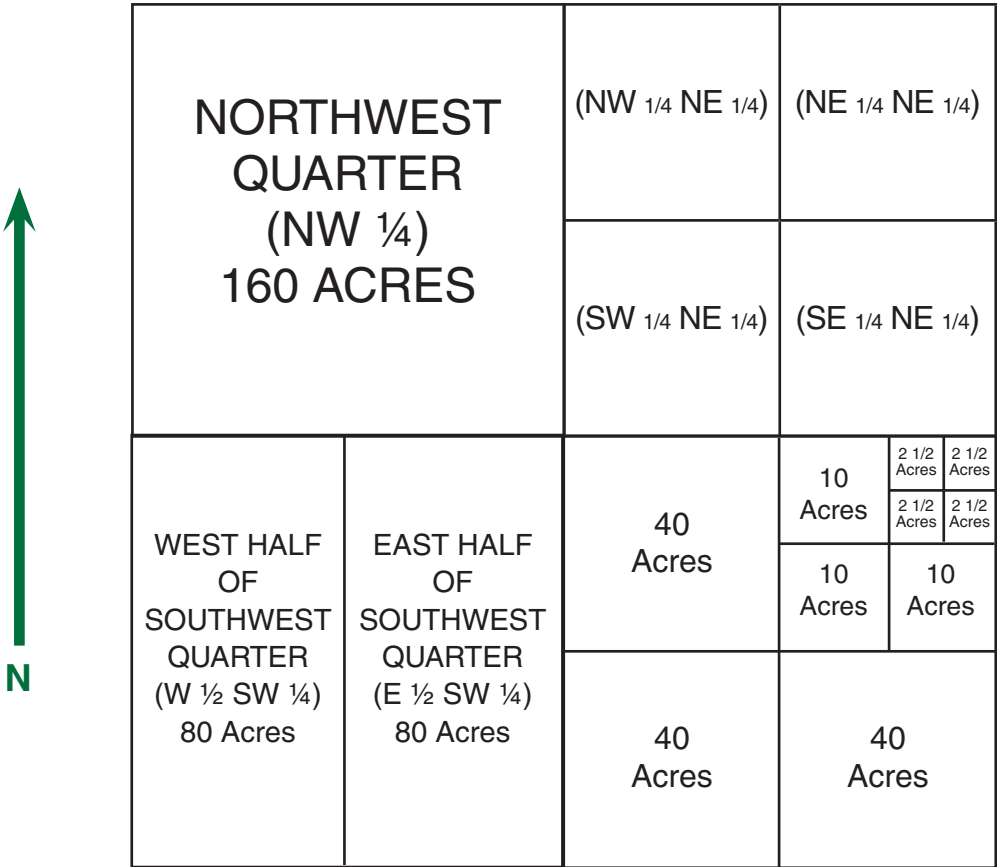 NORTHWEST
QUARTER
(NW ¼)
160 ACRES
(NW 1/4 NE 1/4)
(NE 1/4 NE 1/4)
(SW 1/4 NE 1/4)
(SE 1/4 NE 1/4)
N
WEST HALF
OF
SOUTHWEST
QUARTER
(W ½ SW ¼)
80 Acres
EAST HALF
OF
SOUTHWEST
QUARTER
(E ½ SW ¼)
80 Acres
40
Acres
10
Acres
2 1/2
Acres
2 1/2
Acres
2 1/2
Acres
2 1/2
Acres
10
Acres
10
Acres
40
Acres
40
Acres